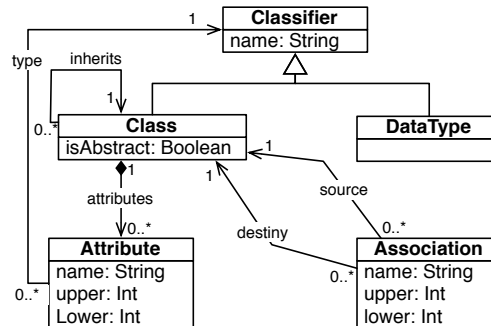 Classifier
name: String
1
type
inherits
1
0..*
Class
isAbstract: Boolean
DataType
1
1
1
attributes
source
0..*
destiny
0..*
Attribute
name: String
upper: Int
Lower: Int
0..*
0..*
Association
name: String
upper: Int
lower: Int